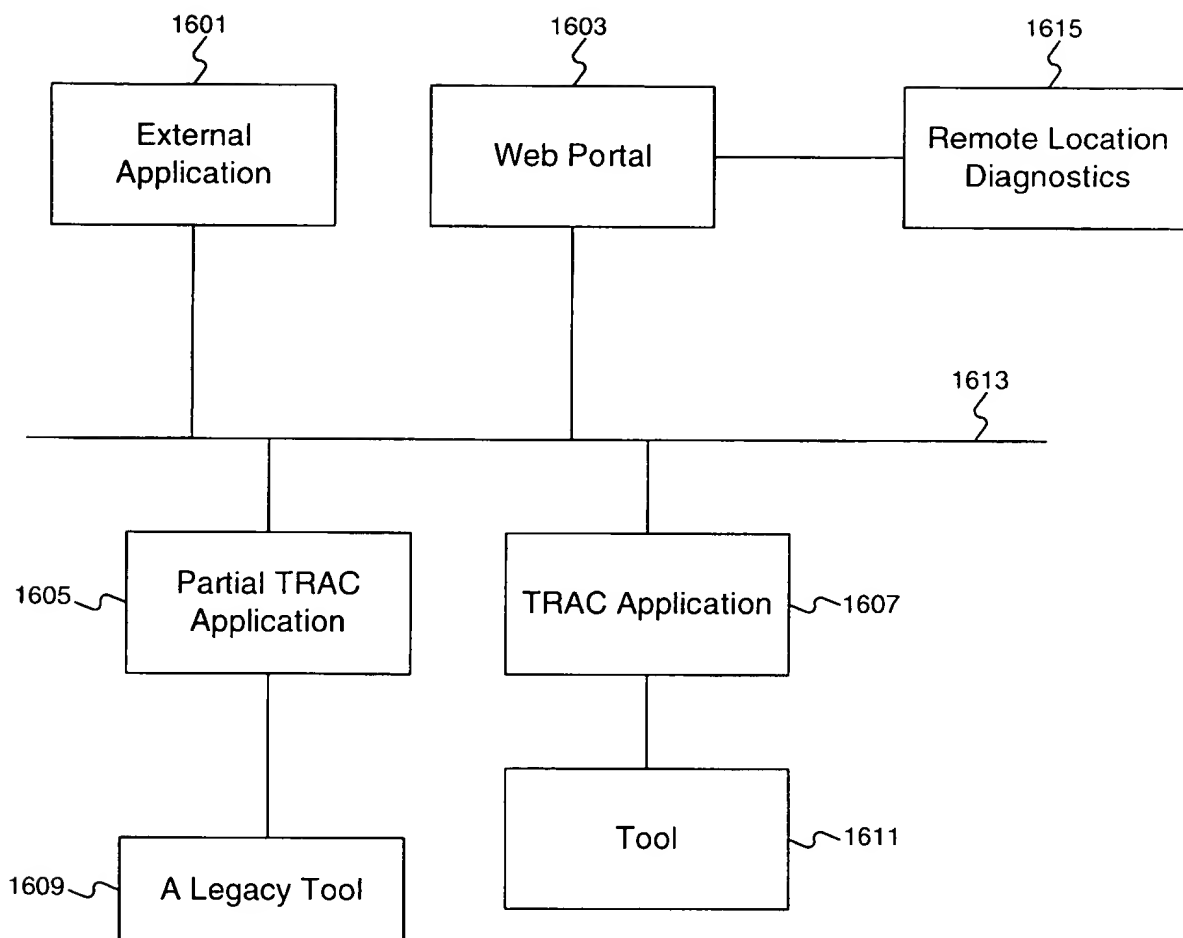 1601
1603
1615
External
Application
Web Portal
Remote Location
Diagnostics
1613
1605
Partial TRAC
Application
TRAC Application
1607
Tool
1611
1609
A Legacy Tool